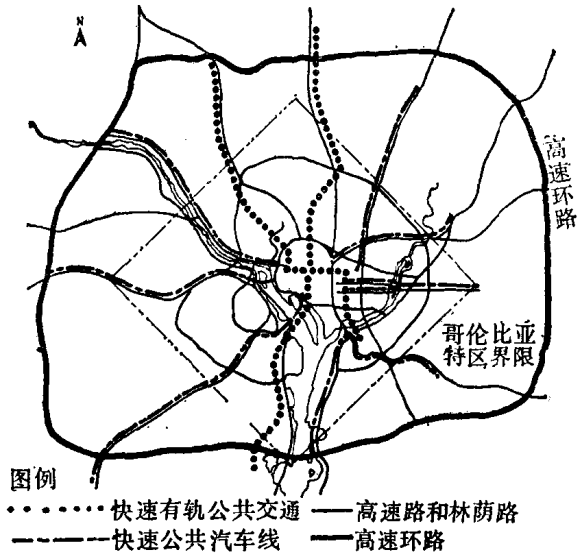 N
高速环路
哥伦比亚
特区界限
图例
快速有轨公共交通
高速路和林荫路
快速公共汽车线
高速环路